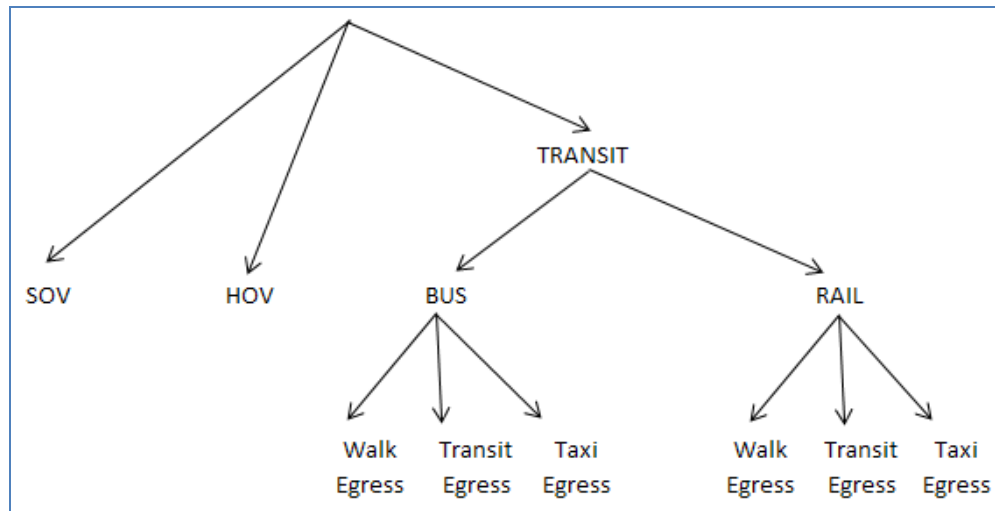 TRANSIT
SOV HOV BUS RAIL
Walk Transit Taxi Walk Transit Taxi
Egress Egress Egress Egress Egress Egress